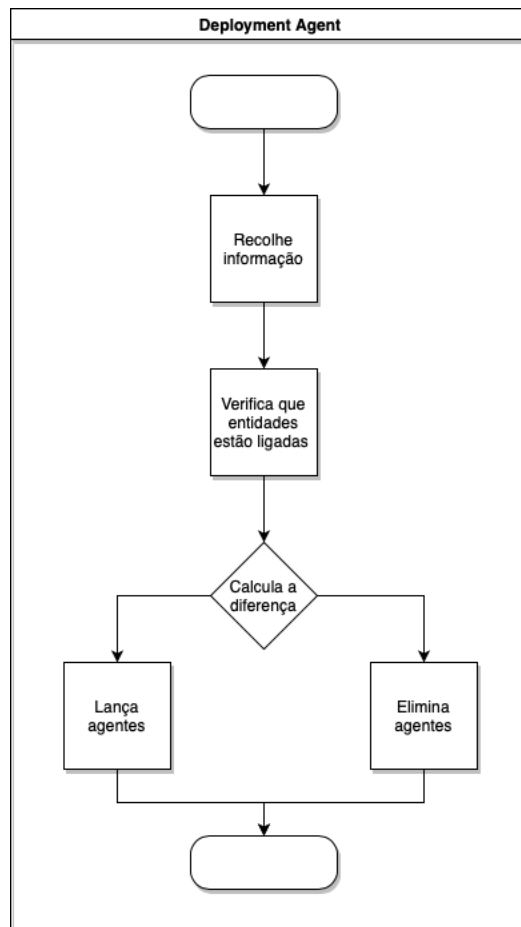 Deployment Agent
Recolhe
informação
Verifica que
entidades
estão ligadas
Calcula a
diferença
Lança
agentes
Elimina
agentes